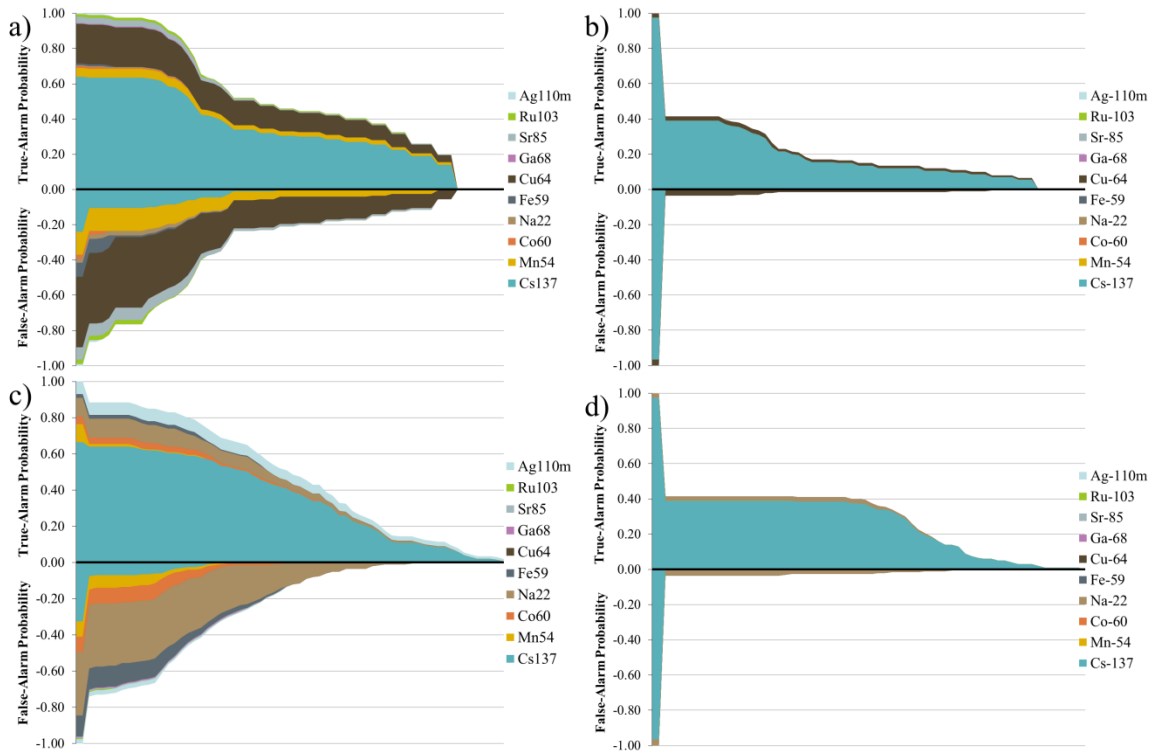 a)
1.00
0.80
0.60
0.40
0.20
0.00
-0.20
-0.40
-0.60
-0.80
-1.00
True-Alarm Probability
False-Alarm Probability
Ag110m
Ru103
Sr85
Ga68
Cu64
Fe59
Na22
Co60
Mn54
Cs137
b)
1.00
0.80
0.60
0.40
0.20
0.00
-0.20
-0.40
-0.60
-0.80
-1.00
True-Alarm Probability
False-Alarm Probability
Ag-110m
Ru-103
Sr-85
Ga-68
Cu-64
Fe-59
Na-22
Co-60
Mn-54
Cs-137
c)
1.00
0.80
0.60
0.40
0.20
0.00
-0.20
-0.40
-0.60
-0.80
-1.00
True-Alarm Probability
False-Alarm Probability
Ag110m
Ru103
Sr85
Ga68
Cu64
Fe59
Na22
Co60
Mn54
Cs137
d)
1.00
0.80
0.60
0.40
0.20
0.00
-0.20
-0.40
-0.60
-0.80
-1.00
True-Alarm Probability
False-Alarm Probability
Ag-110m
Ru-103
Sr-85
Ga-68
Cu-64
Fe-59
Na-22
Co-60
Mn-54
Cs-137